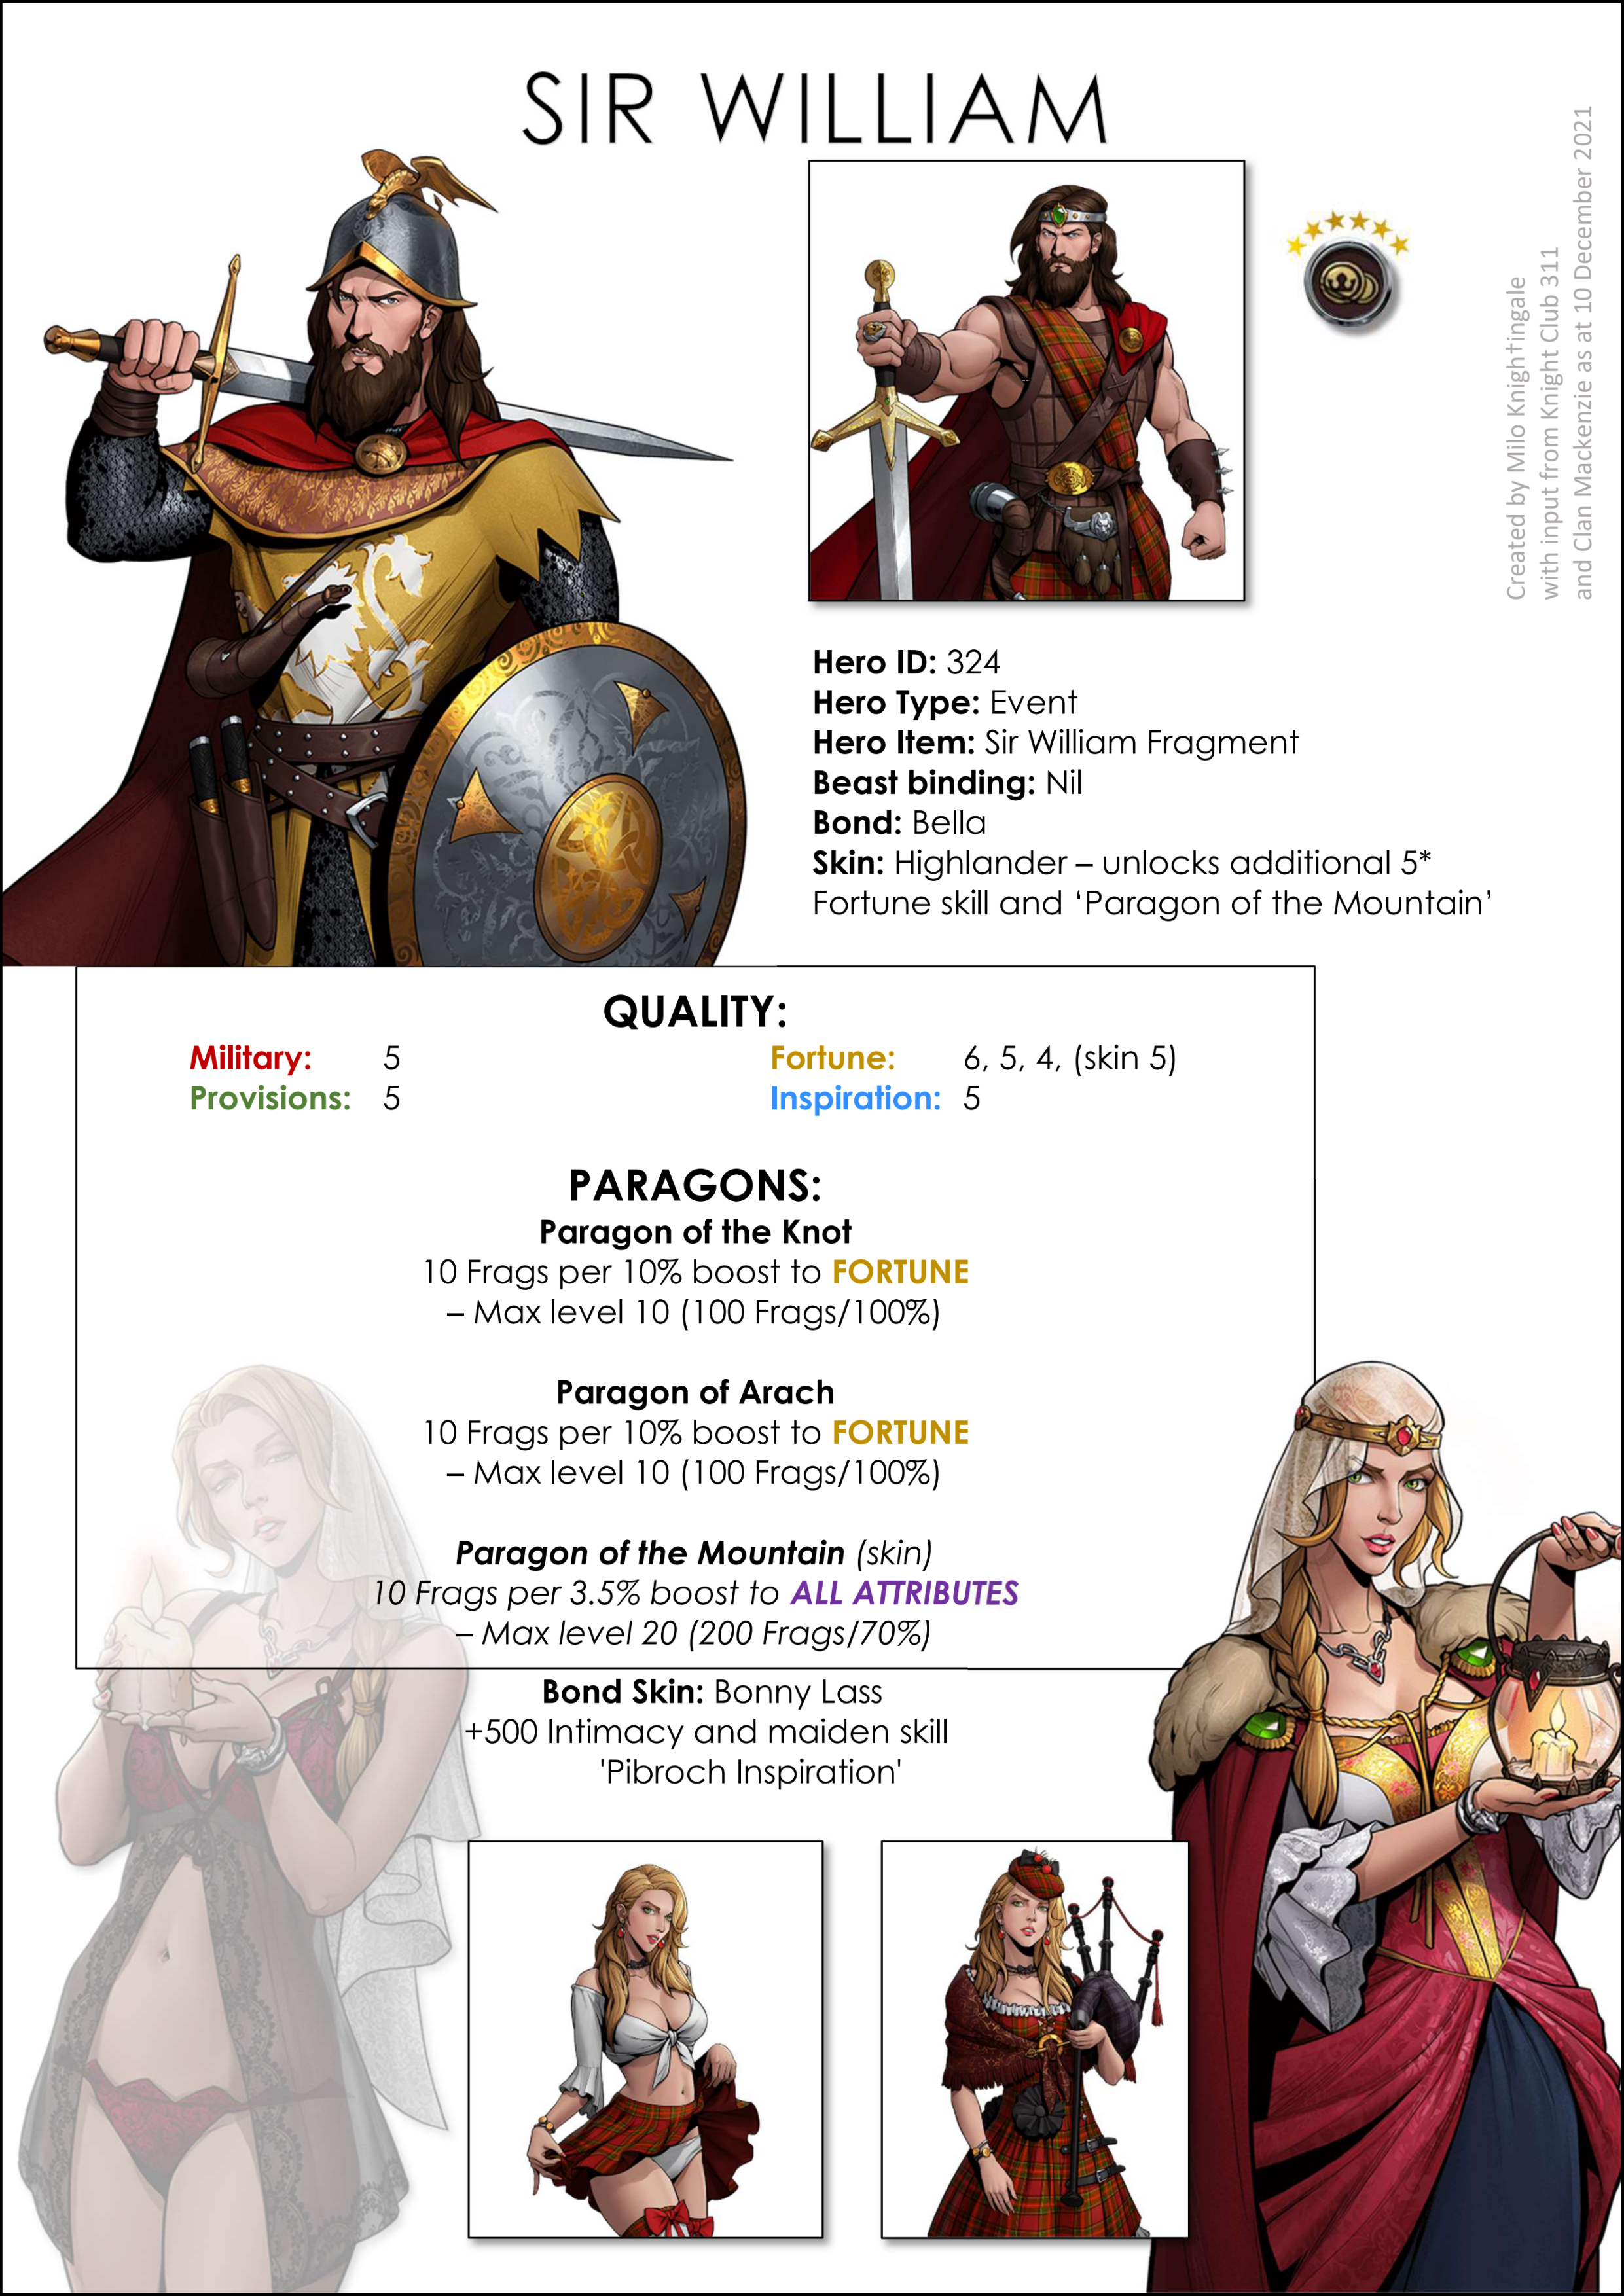 SIR WILLIAM
Created by Milo Knigh†ingale
with input from Knight Club 311
and Clan Mackenzie as at 10 December 2021
Hero ID: 324
Hero Type: Event
Hero Item: Sir William Fragment
Beast binding: Nil
Bond: Bella
Skin: Highlander – unlocks additional 5*
Fortune skill and ‘Paragon of the Mountain’
QUALITY:
Military: 5 Fortune: 6, 5, 4, (skin 5)
Provisions: 5 Inspiration: 5
PARAGONS:
Paragon of the Knot
10 Frags per 10% boost to FORTUNE
– Max level 10 (100 Frags/100%)
Paragon of Arach
10 Frags per 10% boost to FORTUNE
– Max level 10 (100 Frags/100%)
Paragon of the Mountain (skin)
10 Frags per 3.5% boost to ALL ATTRIBUTES
– Max level 20 (200 Frags/70%)
Bond Skin: Bonny Lass
+500 Intimacy and maiden skill
'Pibroch Inspiration'